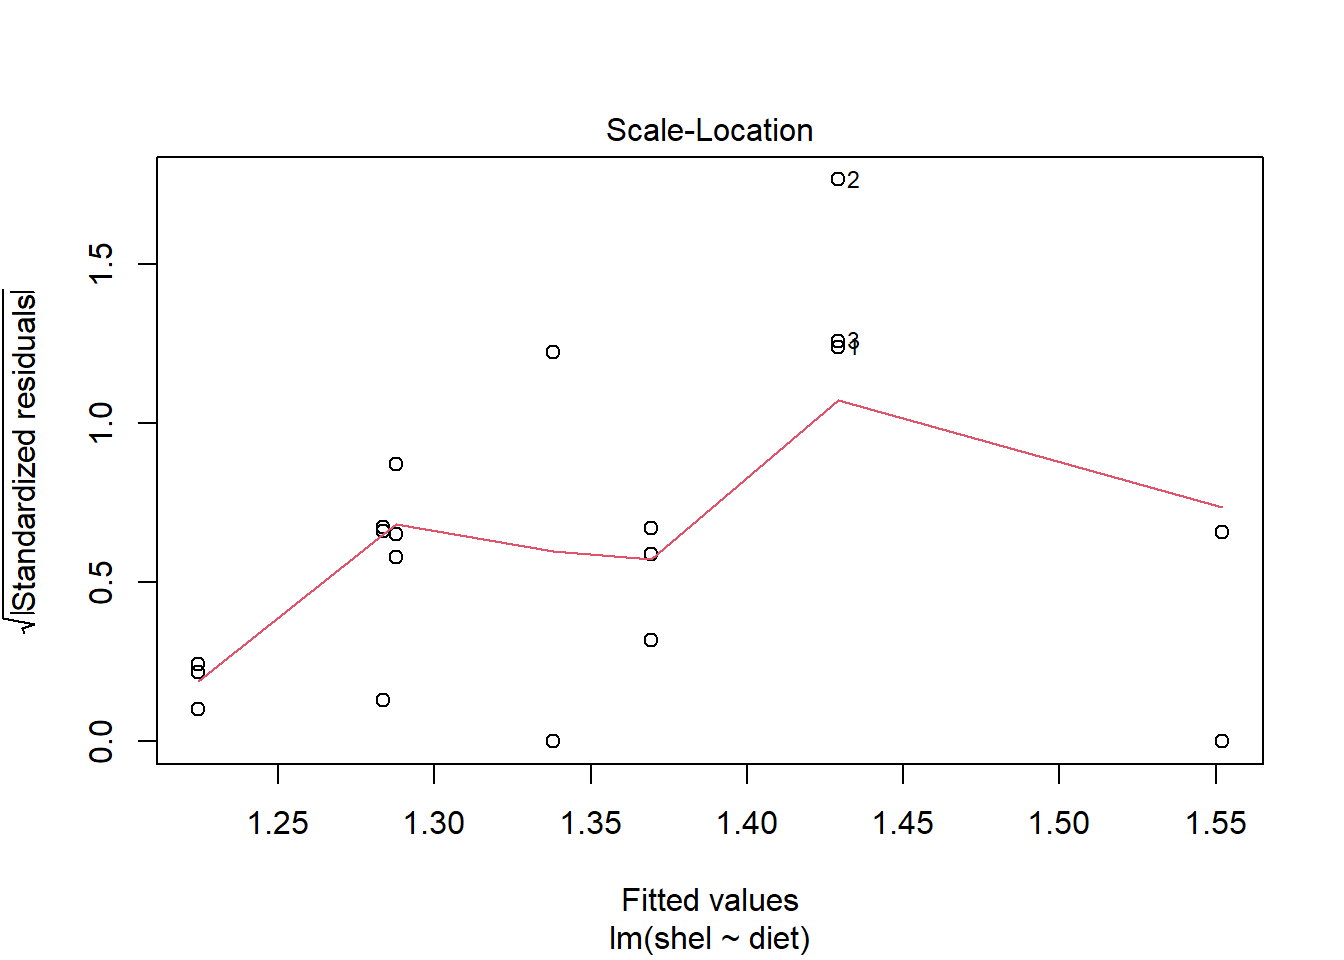 Scale-Location
√|Standardized residuals|
1.5
1.0
0.5
0.0
2
3
1
1.25 1.30 1.35 1.40 1.45 1.50 1.55
Fitted values
lm(shel ~ diet)